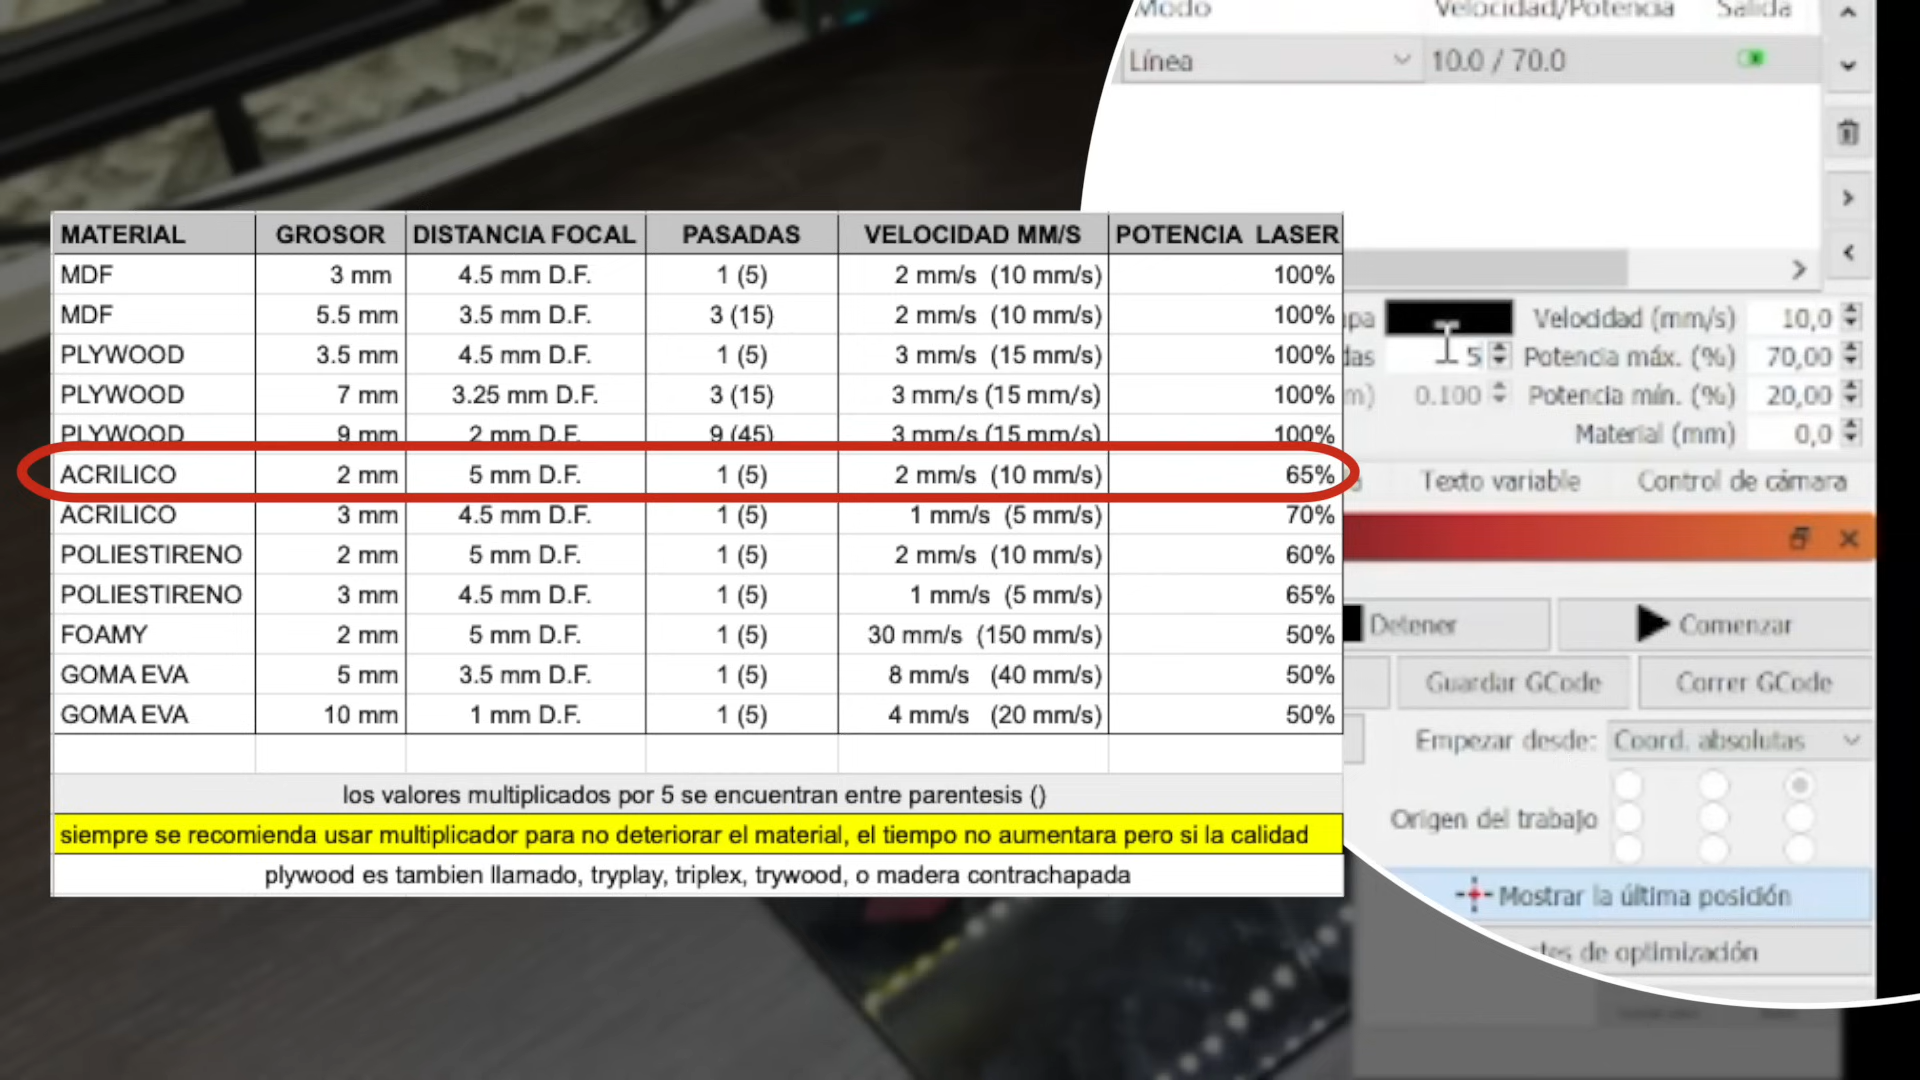 Modo Velocidad/Potencia Salida
Línea 10.0 / 70.0
MATERIAL GROSOR DISTANCIA FOCAL PASADAS VELOCIDAD MM/S POTENCIA LASER
MDF 3 mm 4.5 mm D.F. 1 (5) 2 mm/s (10 mm/s) 100%
MDF 5.5 mm 3.5 mm D.F. 3 (15) 2 mm/s (10 mm/s) 100%
PLYWOOD 3.5 mm 4.5 mm D.F. 1 (5) 3 mm/s (15 mm/s) 100%
PLYWOOD 7 mm 3.25 mm D.F. 3 (15) 3 mm/s (15 mm/s) 100%
PLYWOOD 9 mm 2 mm D.F. 9 (45) 3 mm/s (15 mm/s) 100%
ACRILICO 2 mm 5 mm D.F. 1 (5) 2 mm/s (10 mm/s) 65%
ACRILICO 3 mm 4.5 mm D.F. 1 (5) 1 mm/s (5 mm/s) 70%
POLIESTIRENO 2 mm 5 mm D.F. 1 (5) 2 mm/s (10 mm/s) 60%
POLIESTIRENO 3 mm 4.5 mm D.F. 1 (5) 1 mm/s (5 mm/s) 65%
FOAMY 2 mm 5 mm D.F. 1 (5) 30 mm/s (150 mm/s) 50%
GOMA EVA 5 mm 3.5 mm D.F. 1 (5) 8 mm/s (40 mm/s) 50%
GOMA EVA 10 mm 1 mm D.F. 1 (5) 4 mm/s (20 mm/s) 50%
los valores multiplicados por 5 se encuentran entre parentesis ()
siempre se recomienda usar multiplicador para no deteriorar el material, el tiempo no aumentara pero si la calidad
plywood es tambien llamado, tryplay, triplex, trywood, o madera contrachapada
pa Velocidad (mm/s) 10,0
das 5 Potencia máx. (%) 70,00
m) 0.100 Potencia mín. (%) 20,00
Material (mm) 0,0
Texto variable Control de cámara
Detener Comenzar
Guardar GCode Correr GCode
Empezar desde: Coord. absolutas
Origen del trabajo
Mostrar la última posición
tes de optimización